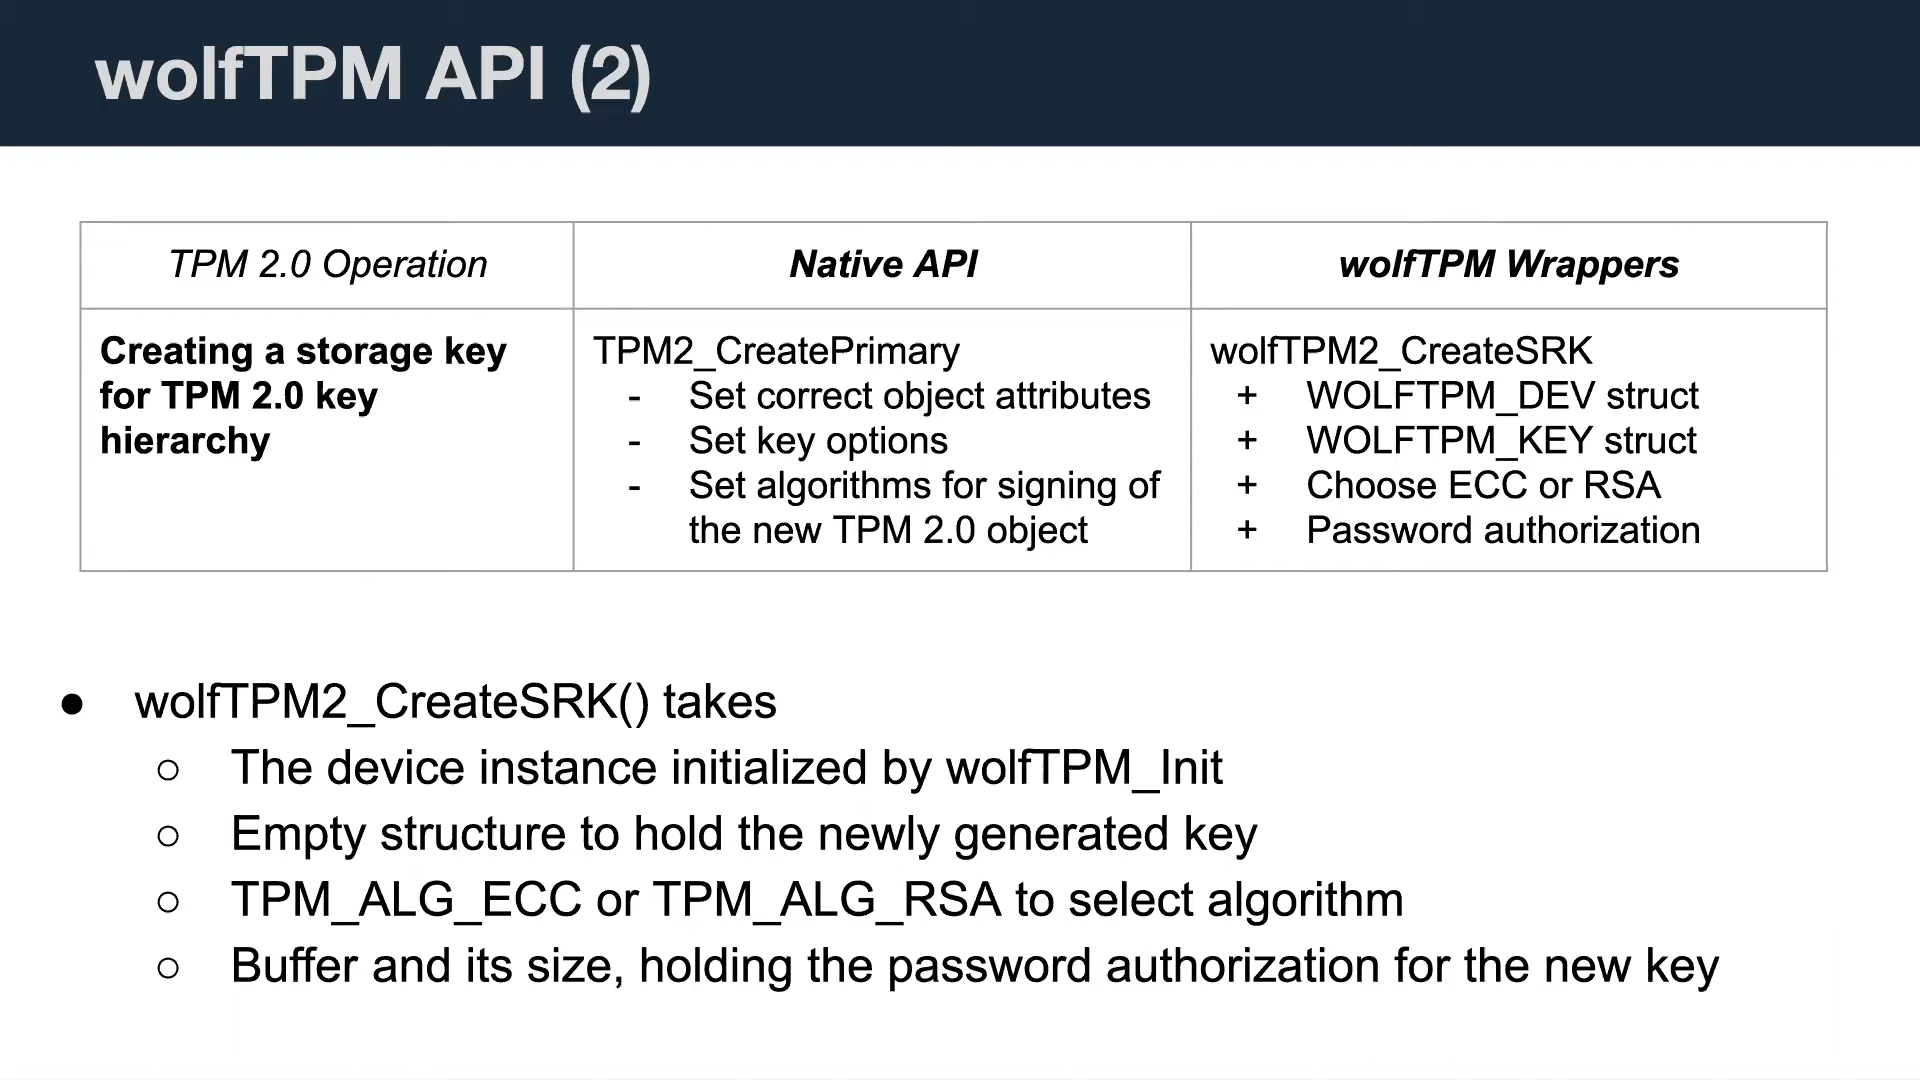 wolfTPM API (2)
TPM 2.0 Operation
Native API
wolfTPM Wrappers
Creating a storage key
for TPM 2.0 key
hierarchy
TPM2_CreatePrimary
- Set correct object attributes
- Set key options
- Set algorithms for signing of
the new TPM 2.0 object
wolfTPM2_CreateSRK
+ WOLFTPM_DEV struct
+ WOLFTPM_KEY struct
+ Choose ECC or RSA
+ Password authorization
● wolfTPM2_CreateSRK() takes
○ The device instance initialized by wolfTPM_Init
○ Empty structure to hold the newly generated key
○ TPM_ALG_ECC or TPM_ALG_RSA to select algorithm
○ Buffer and its size, holding the password authorization for the new key